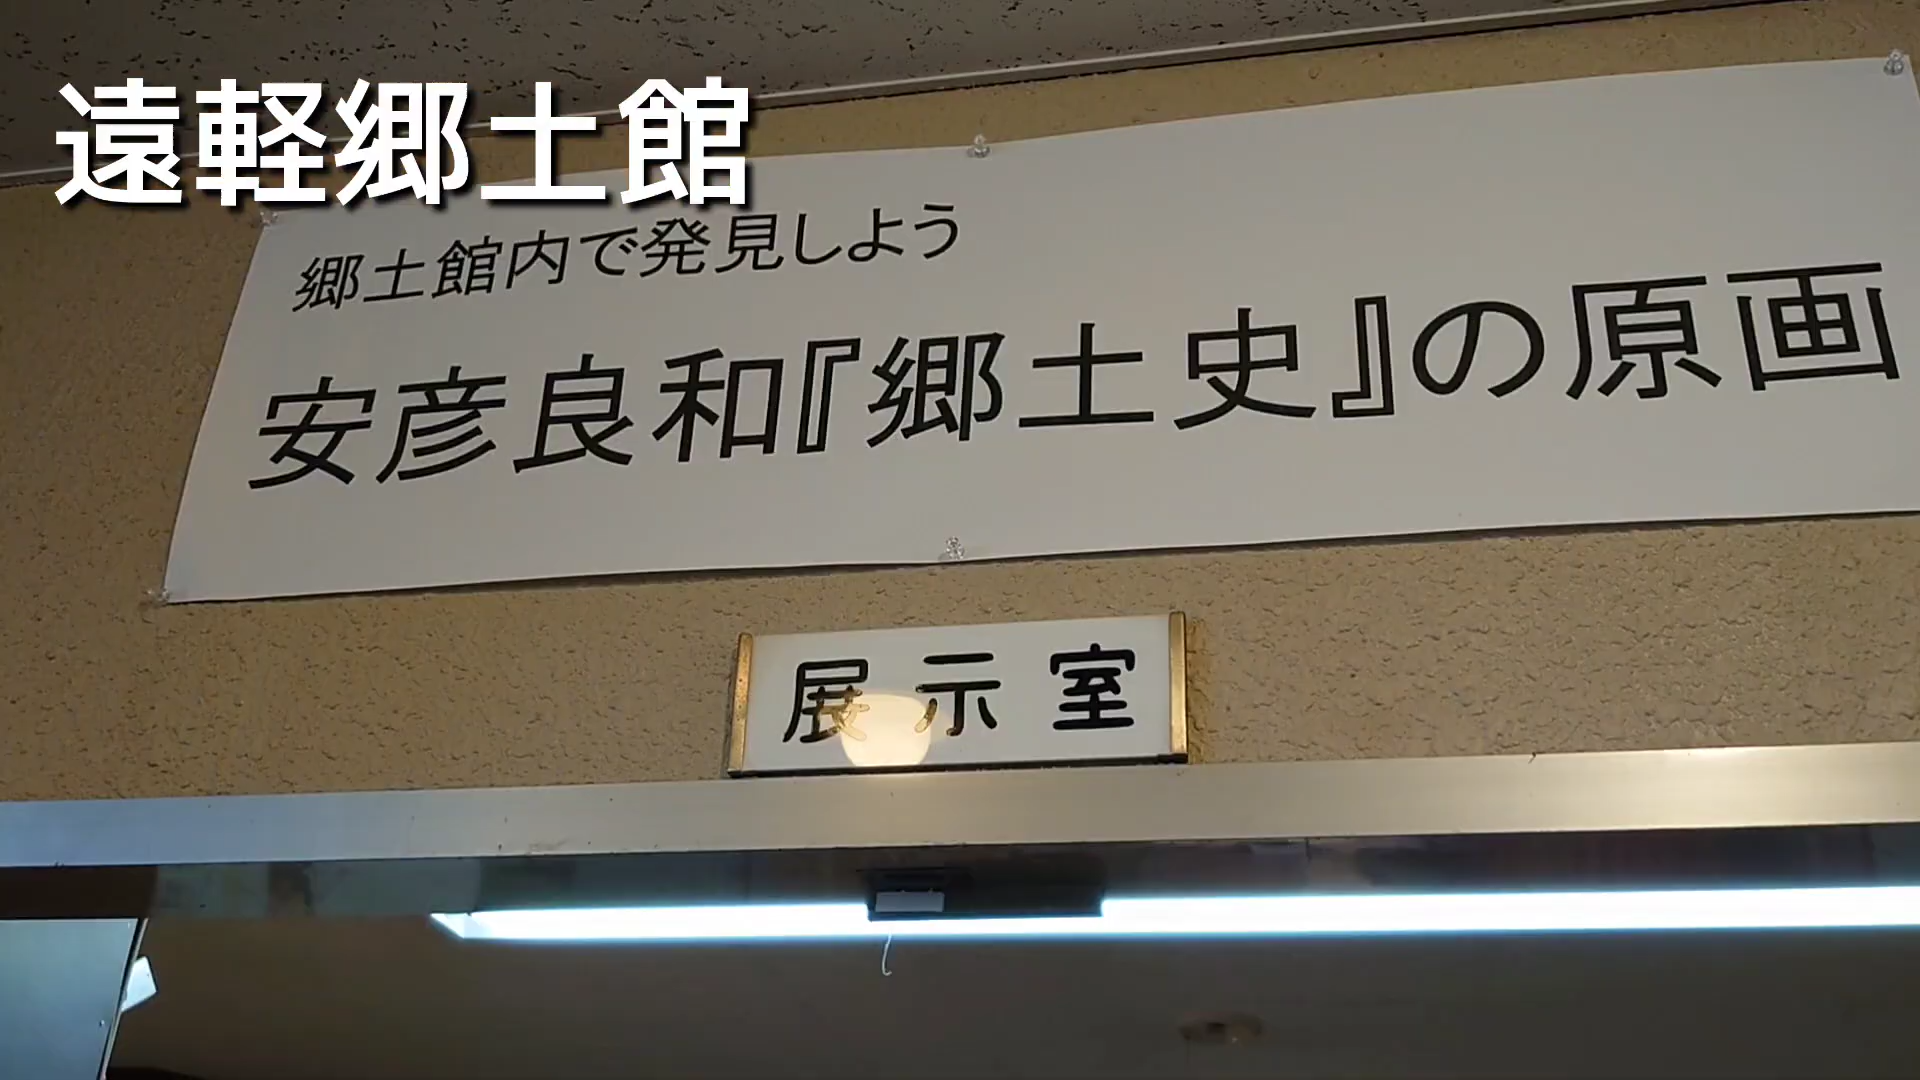 遠軽郷土館
郷土館内で発見しよう
安彦良和『郷土史』の原画
展示室